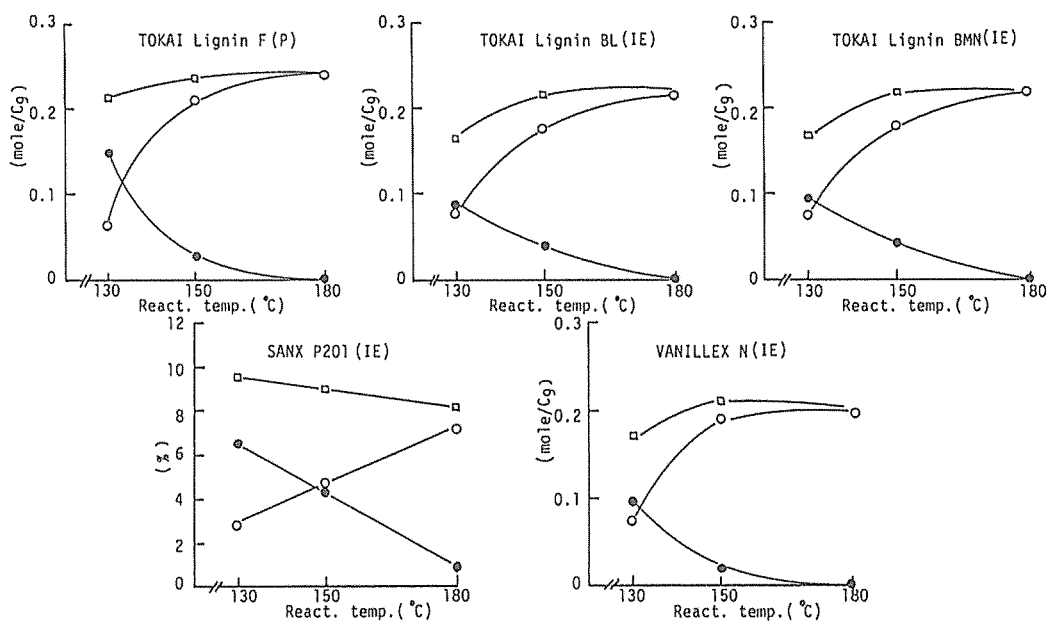 0.3
0.2
0.1
0
(mole/Cg)
TOKAI Lignin F(P)
130 150 180
React. temp.(°C)
0.3
0.2
0.1
0
(mole/Cg)
TOKAI Lignin BL(IE)
130 150 180
React. temp.(°C)
0.3
0.2
0.1
0
(mole/Cg)
TOKAI Lignin BMN(IE)
130 150 180
React. temp.(°C)
12
10
8
6
4
2
0
(%)
SANX P201(IE)
130 150 180
React. temp.(°C)
0.3
0.2
0.1
0
(mole/Cg)
VANILLEX N(IE)
130 150 180
React. temp.(°C)